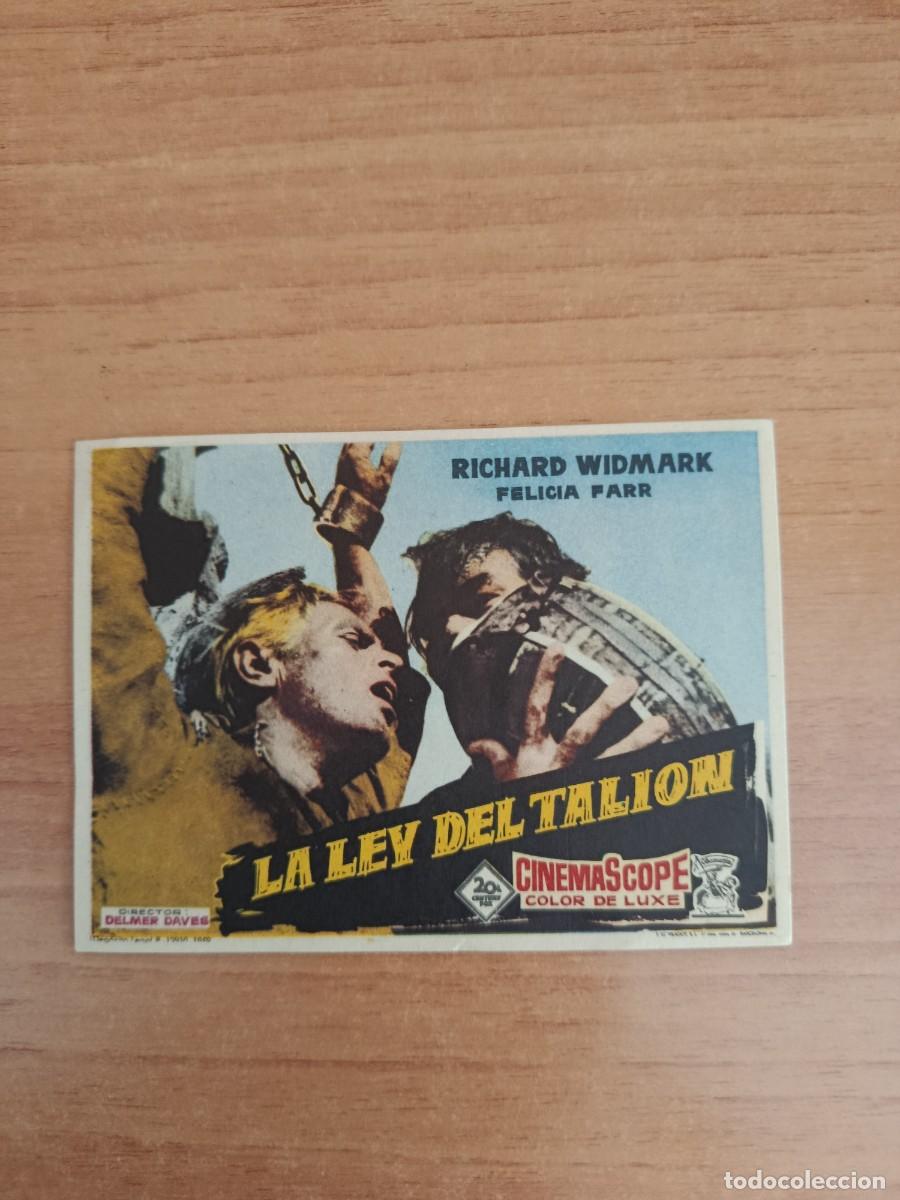 RICHARD WIDMARK
FELICIA FARR
LA LEY DEL TALION
20th
CENTURY
FOX
CINEMASCOPE
COLOR DE LUXE
DIRECTOR:
DELMER DAVES
todocoleccion